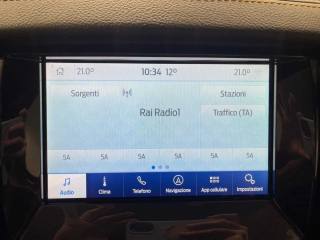 21.0° 10:34 12° 21.0°
Sorgenti Stazioni
Rai Radio1 Traffico (TA)
5A 5A 5A 5A 5A 5A
Audio Clima Telefono Navigazione App cellulare Impostazioni